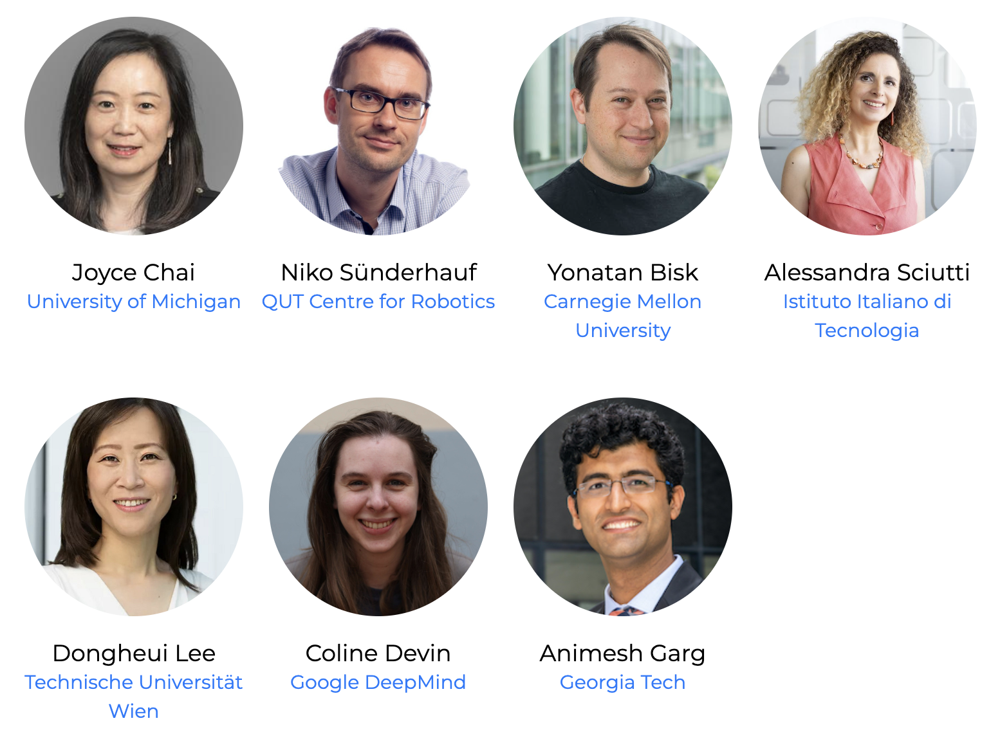 Joyce Chai
University of Michigan
Niko Sünderhauf
QUT Centre for Robotics
Yonatan Bisk
Carnegie Mellon
University
Alessandra Sciutti
Istituto Italiano di
Tecnologia
Dongheui Lee
Technische Universität
Wien
Coline Devin
Google DeepMind
Animesh Garg
Georgia Tech